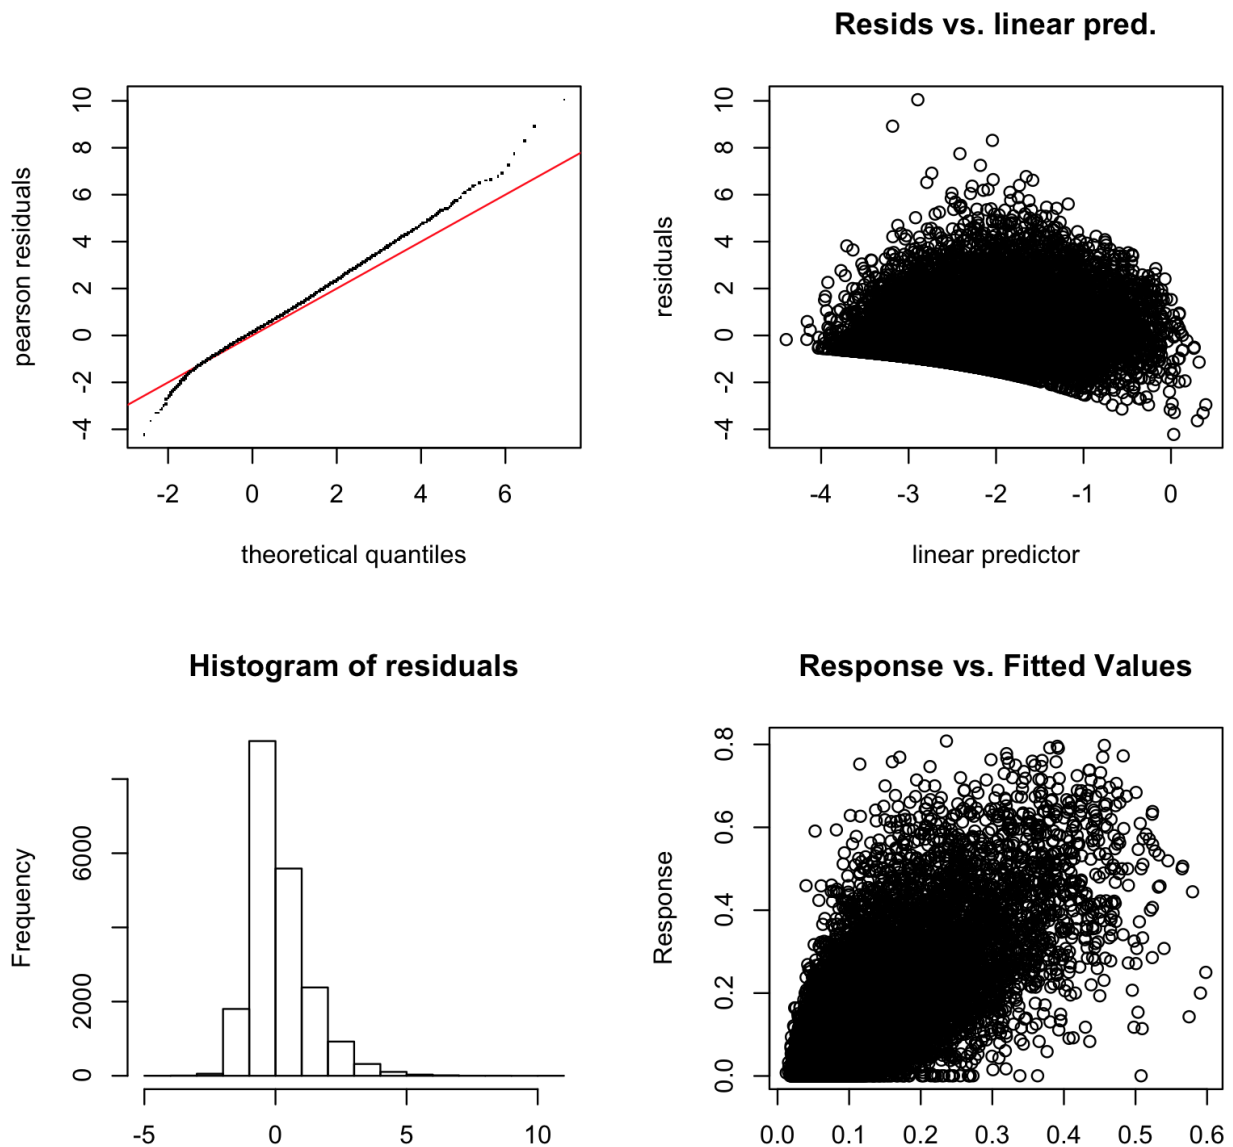 Resids vs. linear pred.
pearson residuals
-4 -2 0 2 4 6 8 10
-2 0 2 4 6
theoretical quantiles
residuals
-4 -2 0 2 4 6 8 10
-4 -3 -2 -1 0
linear predictor
Histogram of residuals
Response vs. Fitted Values
Frequency
0 2000 6000
-5 0 5 10
Response
0.0 0.2 0.4 0.6 0.8
0.0 0.1 0.2 0.3 0.4 0.5 0.6